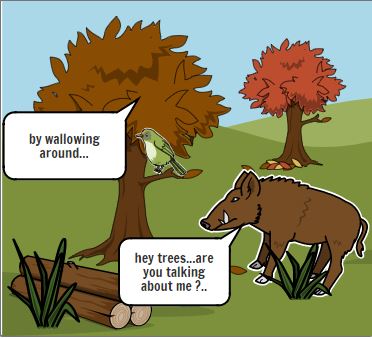 by wallowing
around...
hey trees...are
you talking
about me ?..